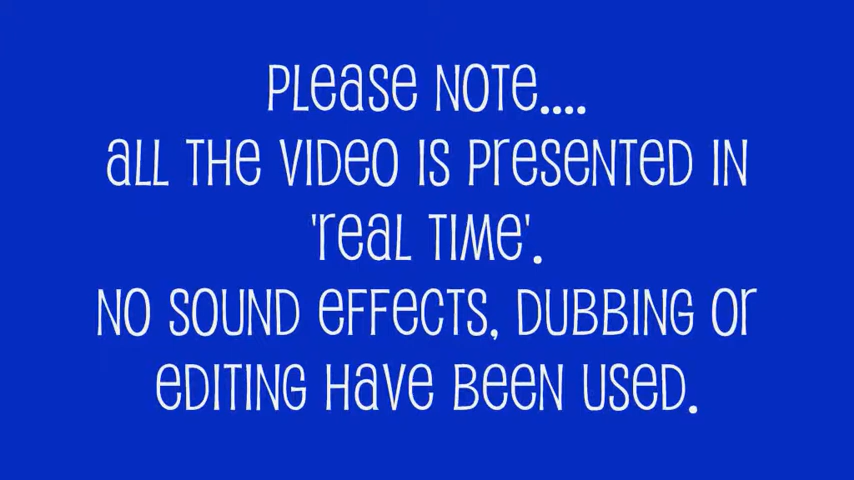 PLease NOTe....
aLL THe VIDeO IS PreSeNTeD IN
'reaL TIMe'.
NO SOUND eFFeCTS, DUBBING Or
eDITING HaVe BeeN USeD.